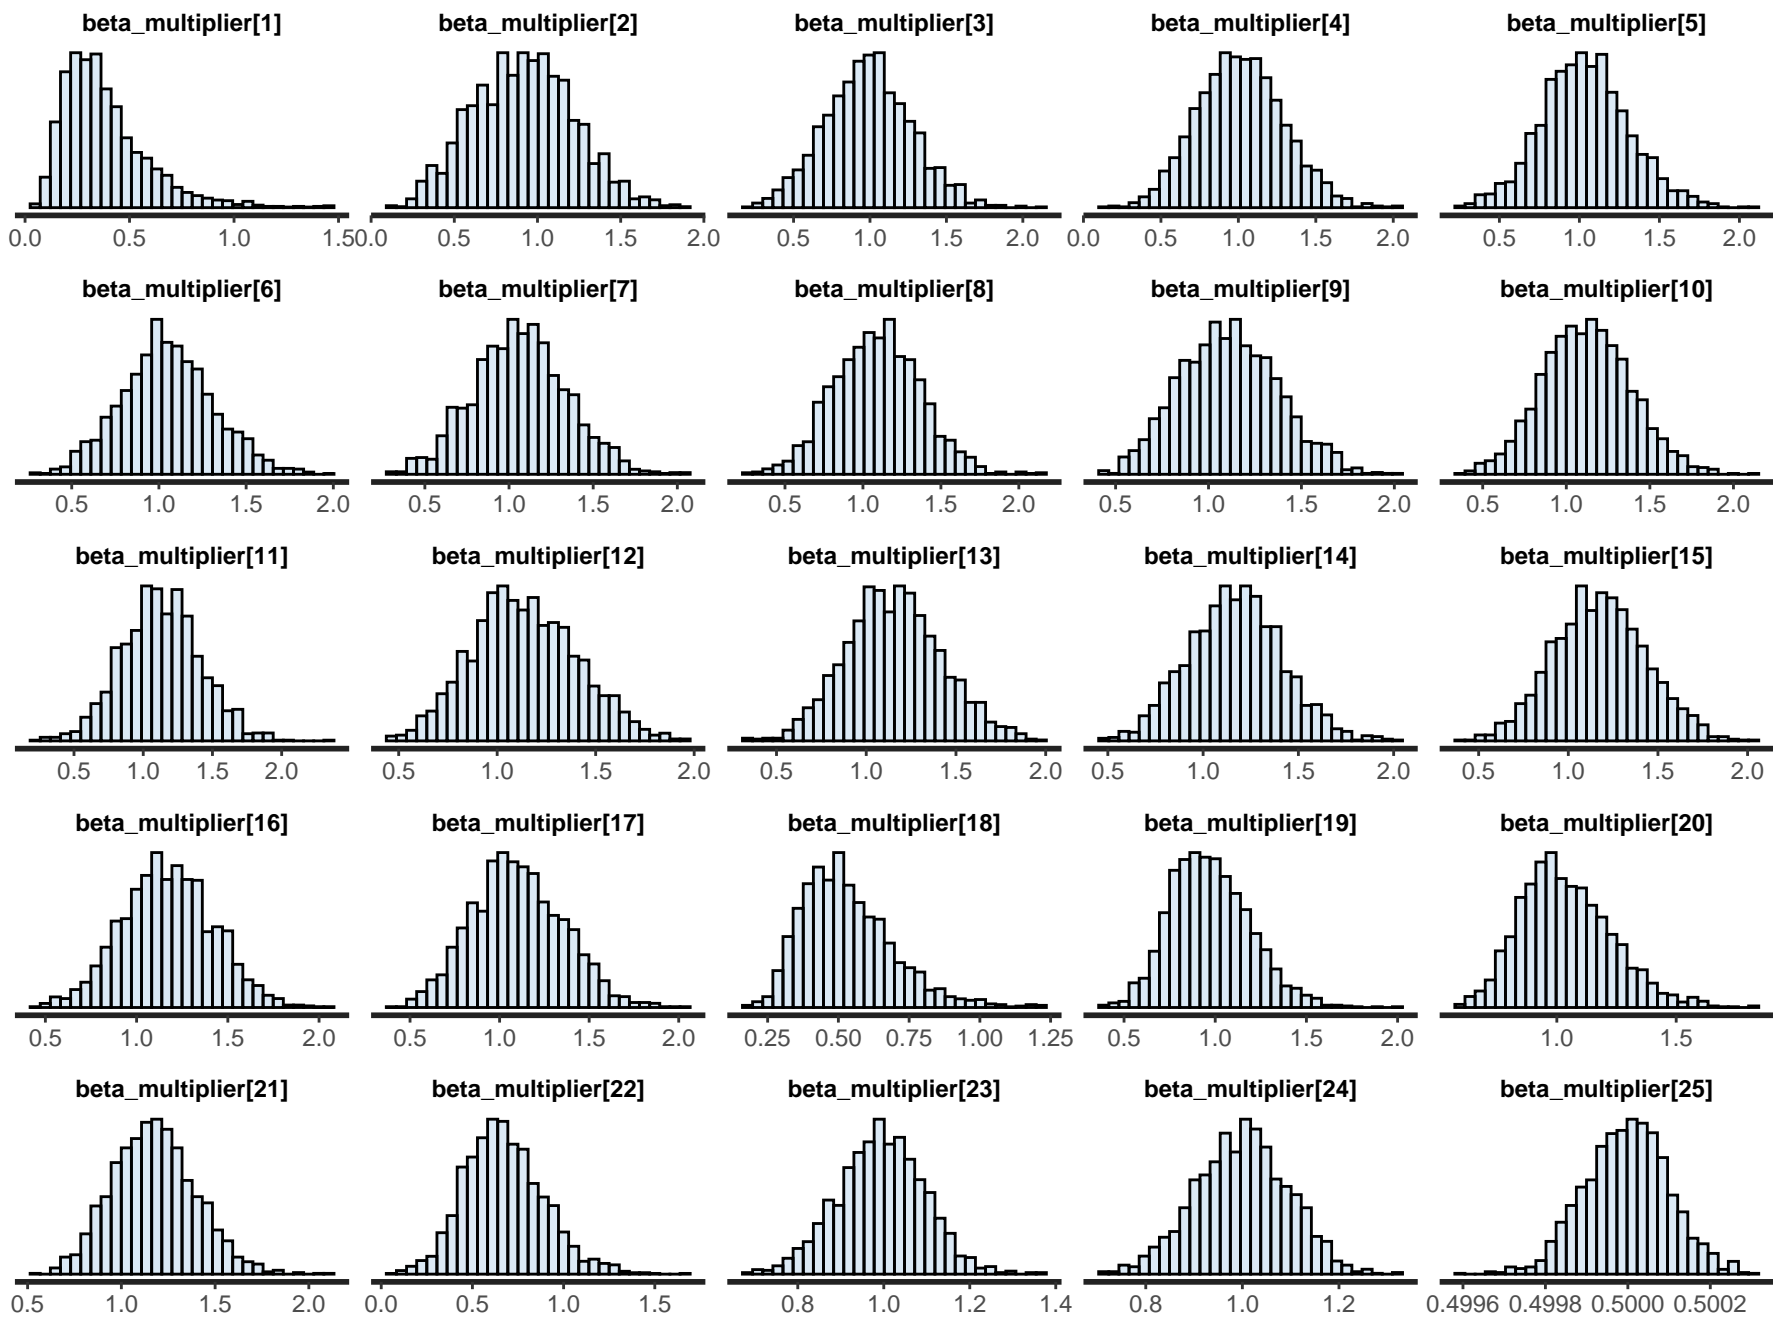 beta_multiplier[1] beta_multiplier[2] beta_multiplier[3] beta_multiplier[4] beta_multiplier[5]
0.0 0.5 1.0 1.5 0.0 0.5 1.0 1.5 2.0 0.5 1.0 1.5 2.0 0.0 0.5 1.0 1.5 2.0 0.5 1.0 1.5 2.0
beta_multiplier[6] beta_multiplier[7] beta_multiplier[8] beta_multiplier[9] beta_multiplier[10]
0.5 1.0 1.5 2.0 0.5 1.0 1.5 2.0 0.5 1.0 1.5 2.0 0.5 1.0 1.5 2.0 0.5 1.0 1.5 2.0
beta_multiplier[11] beta_multiplier[12] beta_multiplier[13] beta_multiplier[14] beta_multiplier[15]
0.5 1.0 1.5 2.0 0.5 1.0 1.5 2.0 0.5 1.0 1.5 2.0 0.5 1.0 1.5 2.0 0.5 1.0 1.5 2.0
beta_multiplier[16] beta_multiplier[17] beta_multiplier[18] beta_multiplier[19] beta_multiplier[20]
0.5 1.0 1.5 2.0 0.5 1.0 1.5 2.0 0.25 0.50 0.75 1.00 1.25 0.5 1.0 1.5 2.0 1.0 1.5
beta_multiplier[21] beta_multiplier[22] beta_multiplier[23] beta_multiplier[24] beta_multiplier[25]
0.5 1.0 1.5 2.0 0.0 0.5 1.0 1.5 0.8 1.0 1.2 1.4 0.8 1.0 1.2 0.4996 0.4998 0.5000 0.5002